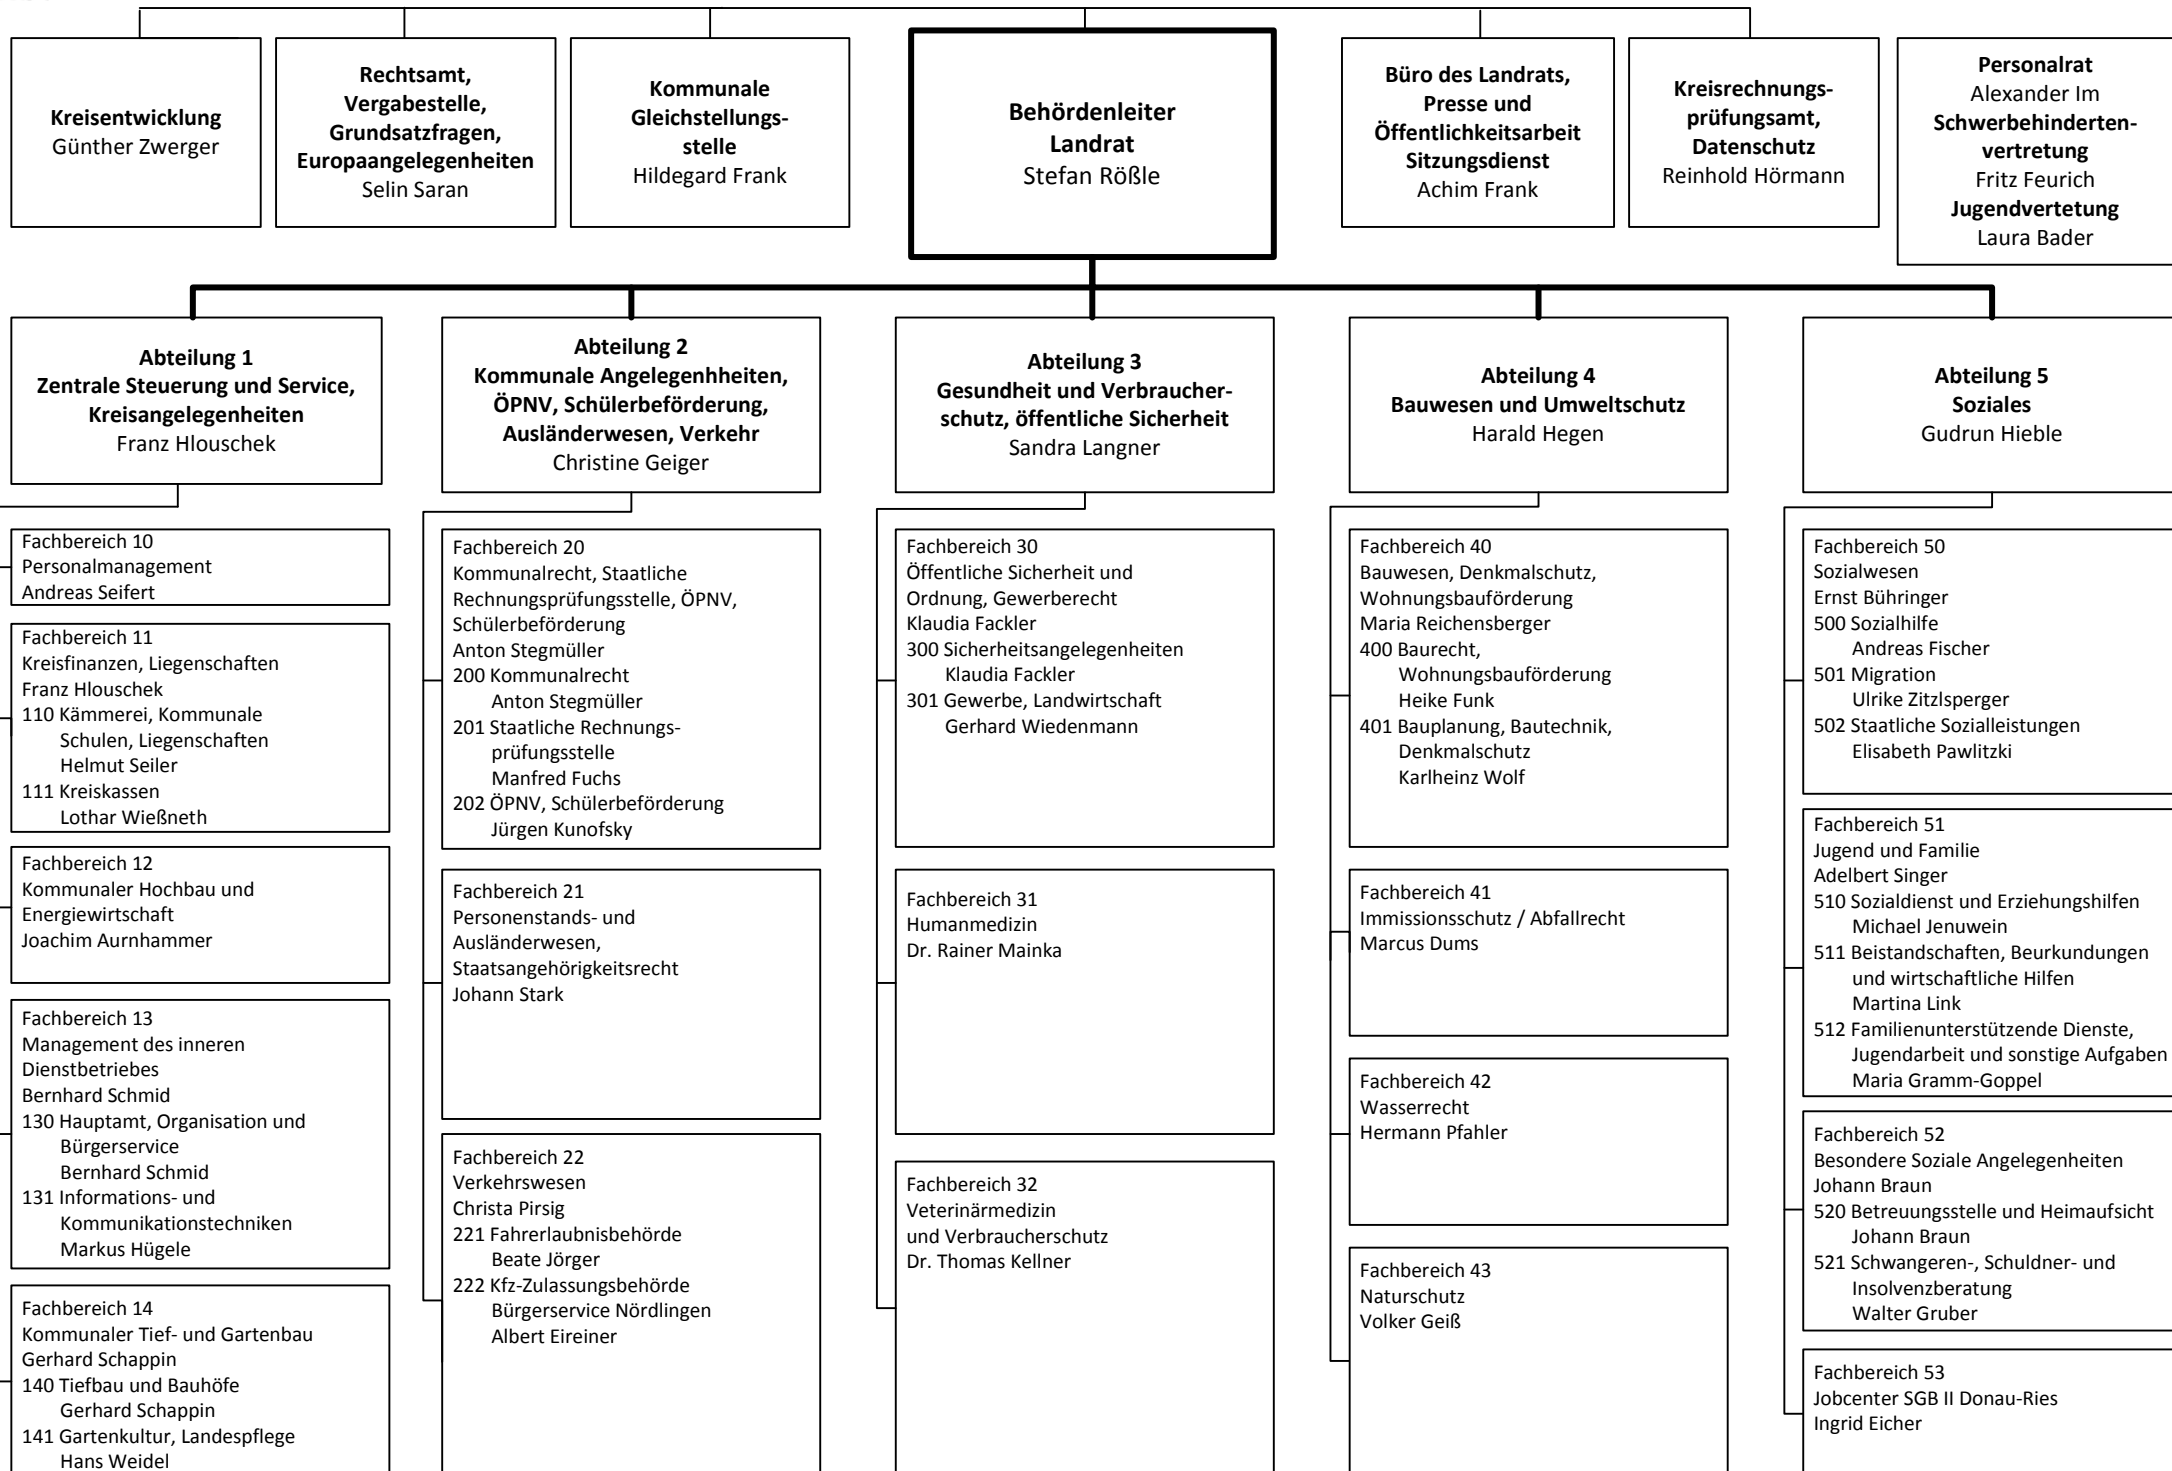 Kreisentwicklung
Günther Zwerger
Rechtsamt,
Vergabestelle,
Grundsatzfragen,
Europaangelegenheiten
Selin Saran
Kommunale
Gleichstellungs-
stelle
Hildegard Frank
Behördenleiter
Landrat
Stefan Rößle
Büro des Landrats,
Presse und
Öffentlichkeitsarbeit
Sitzungsdienst
Achim Frank
Kreisrechnungs-
prüfungsamt,
Datenschutz
Reinhold Hörmann
Personalrat
Alexander Im
Schwerbehinderten-
vertretung
Fritz Feurich
Jugendvertetung
Laura Bader
Abteilung 1
Zentrale Steuerung und Service,
Kreisangelegenheiten
Franz Hlouschek
Abteilung 2
Kommunale Angelegenhheiten,
ÖPNV, Schülerbeförderung,
Ausländerwesen, Verkehr
Christine Geiger
Abteilung 3
Gesundheit und Verbraucher-
schutz, öffentliche Sicherheit
Sandra Langner
Abteilung 4
Bauwesen und Umweltschutz
Harald Hegen
Abteilung 5
Soziales
Gudrun Hieble
Fachbereich 10
Personalmanagement
Andreas Seifert
Fachbereich 11
Kreisfinanzen, Liegenschaften
Franz Hlouschek
110 Kämmerei, Kommunale
Schulen, Liegenschaften
Helmut Seiler
111 Kreiskassen
Lothar Wießneth
Fachbereich 12
Kommunaler Hochbau und
Energiewirtschaft
Joachim Aurnhammer
Fachbereich 13
Management des inneren
Dienstbetriebes
Bernhard Schmid
130 Hauptamt, Organisation und
Bürgerservice
Bernhard Schmid
131 Informations- und
Kommunikationstechniken
Markus Hügele
Fachbereich 14
Kommunaler Tief- und Gartenbau
Gerhard Schappin
140 Tiefbau und Bauhöfe
Gerhard Schappin
141 Gartenkultur, Landespflege
Hans Weidel
Fachbereich 20
Kommunalrecht, Staatliche
Rechnungsprüfungsstelle, ÖPNV,
Schülerbeförderung
Anton Stegmüller
200 Kommunalrecht
Anton Stegmüller
201 Staatliche Rechnungs-
prüfungsstelle
Manfred Fuchs
202 ÖPNV, Schülerbeförderung
Jürgen Kunofsky
Fachbereich 21
Personenstands- und
Ausländerwesen,
Staatsangehörigkeitsrecht
Johann Stark
Fachbereich 22
Verkehrswesen
Christa Pirsig
221 Fahrerlaubnisbehörde
Beate Jörger
222 Kfz-Zulassungsbehörde
Bürgerservice Nördlingen
Albert Eireiner
Fachbereich 30
Öffentliche Sicherheit und
Ordnung, Gewerberecht
Klaudia Fackler
300 Sicherheitsangelegenheiten
Klaudia Fackler
301 Gewerbe, Landwirtschaft
Gerhard Wiedenmann
Fachbereich 31
Humanmedizin
Dr. Rainer Mainka
Fachbereich 32
Veterinärmedizin
und Verbraucherschutz
Dr. Thomas Kellner
Fachbereich 40
Bauwesen, Denkmalschutz,
Wohnungsbauförderung
Maria Reichensberger
400 Baurecht,
Wohnungsbauförderung
Heike Funk
401 Bauplanung, Bautechnik,
Denkmalschutz
Karlheinz Wolf
Fachbereich 41
Immissionsschutz / Abfallrecht
Marcus Dums
Fachbereich 42
Wasserrecht
Hermann Pfahler
Fachbereich 43
Naturschutz
Volker Geiß
Fachbereich 50
Sozialwesen
Ernst Bühringer
500 Sozialhilfe
Andreas Fischer
501 Migration
Ulrike Zitzlsperger
502 Staatliche Sozialleistungen
Elisabeth Pawlitzki
Fachbereich 51
Jugend und Familie
Adelbert Singer
510 Sozialdienst und Erziehungshilfen
Michael Jenuwein
511 Beistandschaften, Beurkundungen
und wirtschaftliche Hilfen
Martina Link
512 Familienunterstützende Dienste,
Jugendarbeit und sonstige Aufgaben
Maria Gramm-Goppel
Fachbereich 52
Besondere Soziale Angelegenheiten
Johann Braun
520 Betreuungsstelle und Heimaufsicht
Johann Braun
521 Schwangeren-, Schuldner- und
Insolvenzberatung
Walter Gruber
Fachbereich 53
Jobcenter SGB II Donau-Ries
Ingrid Eicher